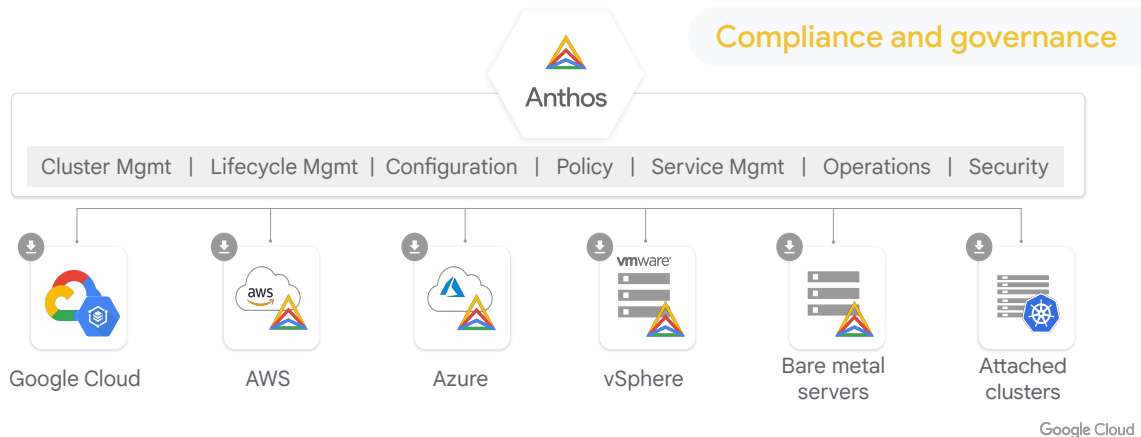 Compliance and governance
Anthos
Cluster Mgmt | Lifecycle Mgmt | Configuration | Policy | Service Mgmt | Operations | Security
aws
vmware®
Google Cloud
AWS
Azure
vSphere
Bare metal
servers
Attached
clusters
Google Cloud